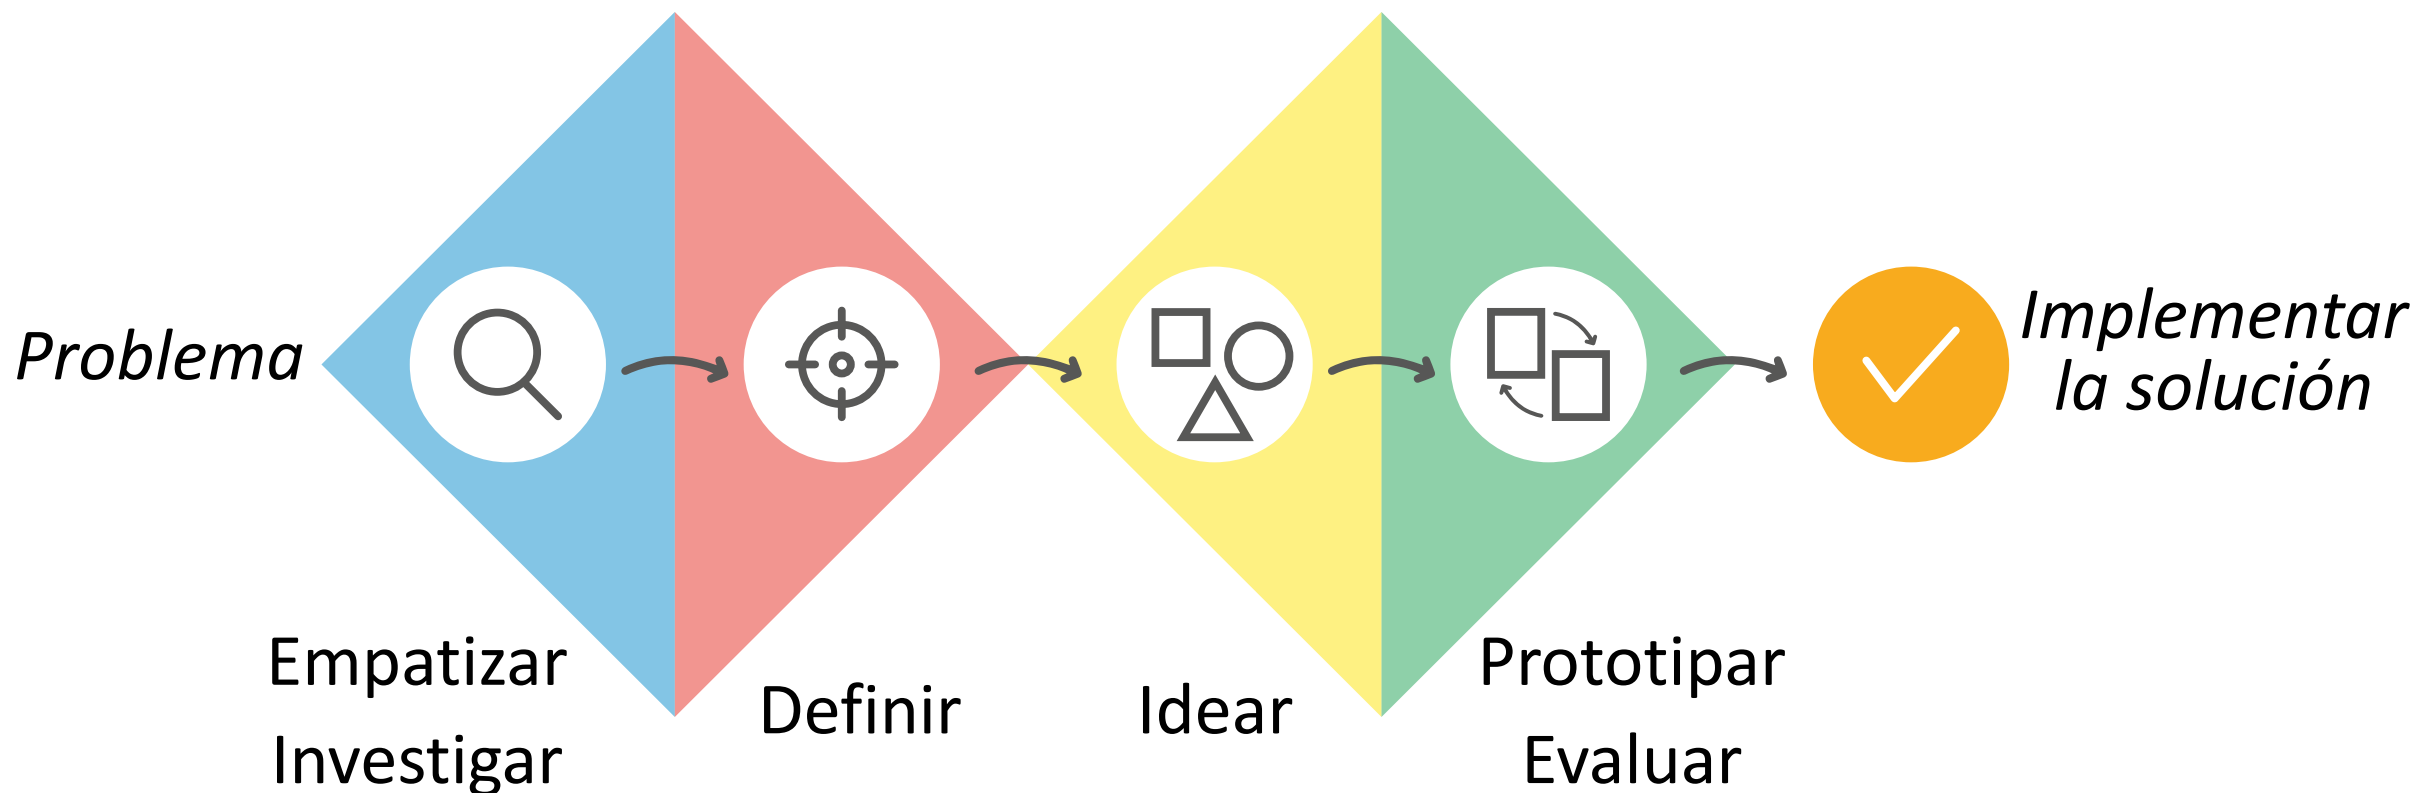 Problema
Empatizar
Investigar
Definir
Idear
Prototipar
Evaluar
Implementar
la solución